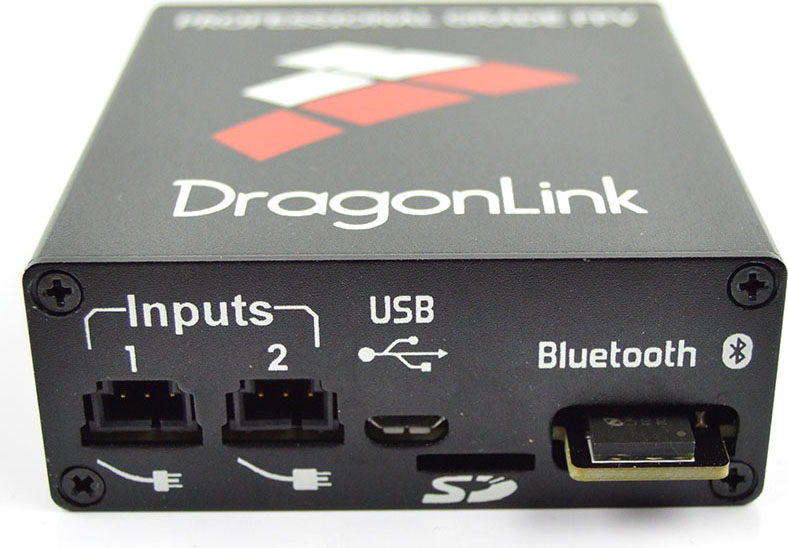 PROFESSIONAL GRADE FPV
DragonLink
Inputs
1 2
USB
Bluetooth
SD